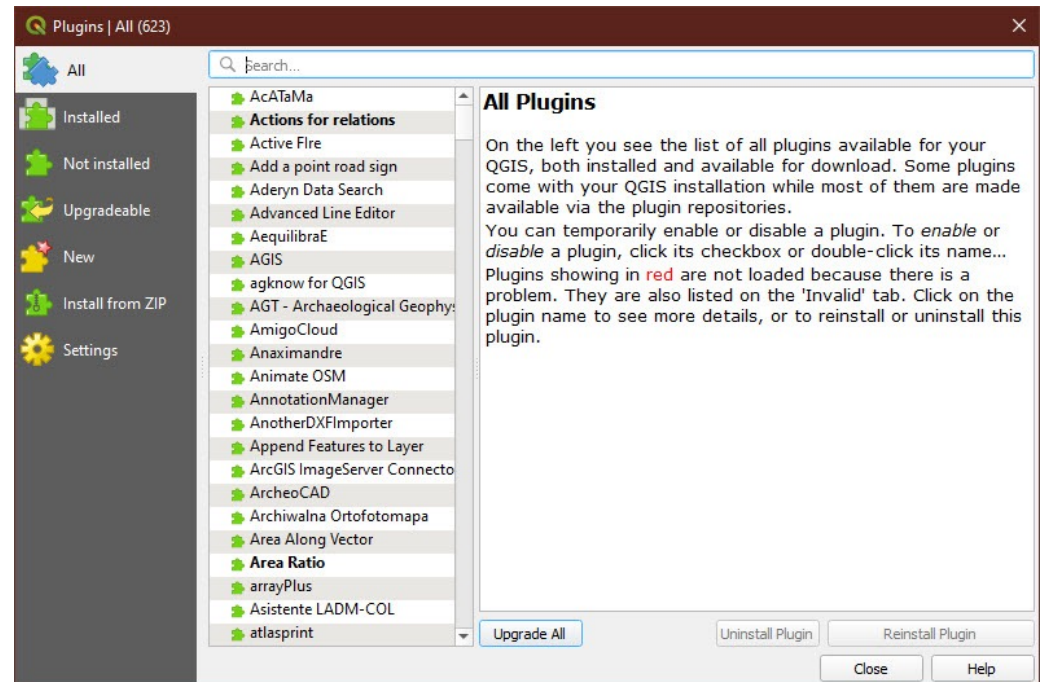 Plugins | All (623)
All
Installed
Not installed
Upgradeable
New
Install from ZIP
Settings
Search...
AcATaMa
Actions for relations
Active FIre
Add a point road sign
Aderyn Data Search
Advanced Line Editor
AequilibraE
AGIS
agknow for QGIS
AGT - Archaeological Geophys
AmigoCloud
Anaximandre
Animate OSM
AnnotationManager
AnotherDXFImporter
Append Features to Layer
ArcGIS ImageServer Connecto
ArcheoCAD
Archiwalna Ortofotomapa
Area Along Vector
Area Ratio
arrayPlus
Asistente LADM-COL
atlasprint
All Plugins
On the left you see the list of all plugins available for your
QGIS, both installed and available for download. Some plugins
come with your QGIS installation while most of them are made
available via the plugin repositories.
You can temporarily enable or disable a plugin. To enable or
disable a plugin, click its checkbox or double-click its name...
Plugins showing in red are not loaded because there is a
problem. They are also listed on the 'Invalid' tab. Click on the
plugin name to see more details, or to reinstall or uninstall this
plugin.
Upgrade All
Uninstall Plugin
Reinstall Plugin
Close
Help